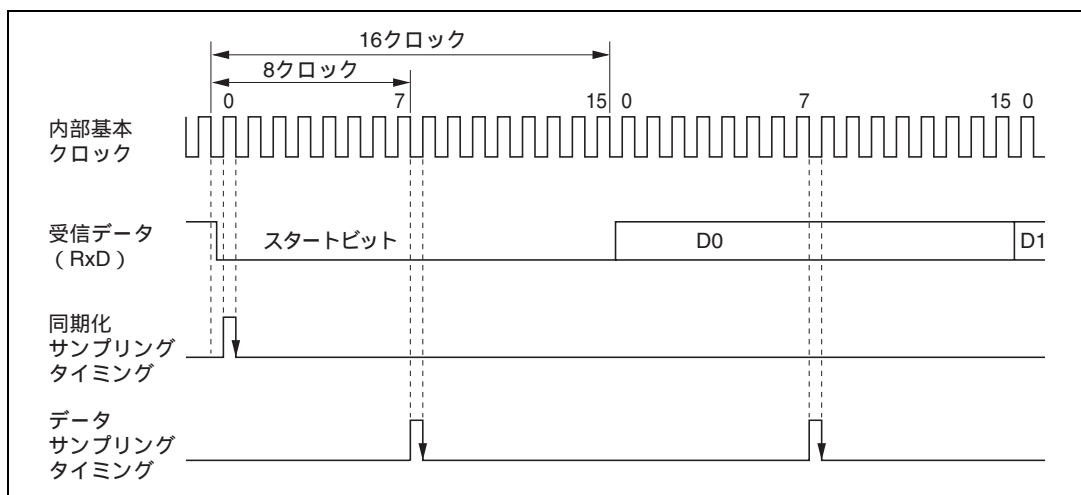 16クロック
8クロック
0 7 15 0 7 15 0
内部基本
クロック
受信データ
（RxD）
スタートビット D0 D1
同期化
サンプリング
タイミング
データ
サンプリング
タイミング